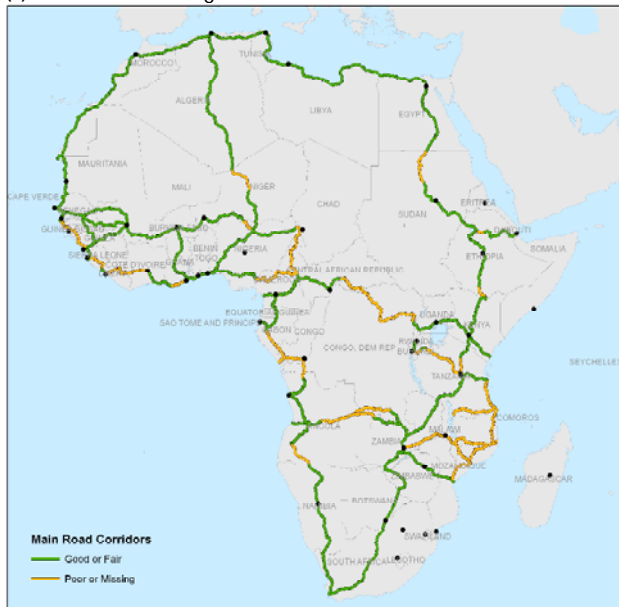 MOROCCO
TUNISIA
ALGERIA
LIBYA
EGYPT
MAURITANIA
MALI
NIGER
CHAD
SUDAN
ERITREA
CAPE VERDE
DJIBOUTI
SOMALIA
ETHIOPIA
SIERRA LEONE
COTE D'IVOIRE
BENIN
TOGO
NIGERIA
CENTRAL AFRICAN REPUBLIC
CAMEROON
EQUATORIAL GUINEA
SAO TOME AND PRINCIPE
GABON
CONGO
CONGO, DEM REP
UGANDA
KENYA
RWANDA
BURUNDI
TANZANIA
SEYCHELLES
COMOROS
ANGOLA
ZAMBIA
MALAWI
MOZAMBIQUE
ZIMBABWE
MADAGASCAR
NAMIBIA
BOTSWANA
SWAZILAND
SOUTH AFRICA
LESOTHO
Main Road Corridors
Good or Fair
Poor or Missing